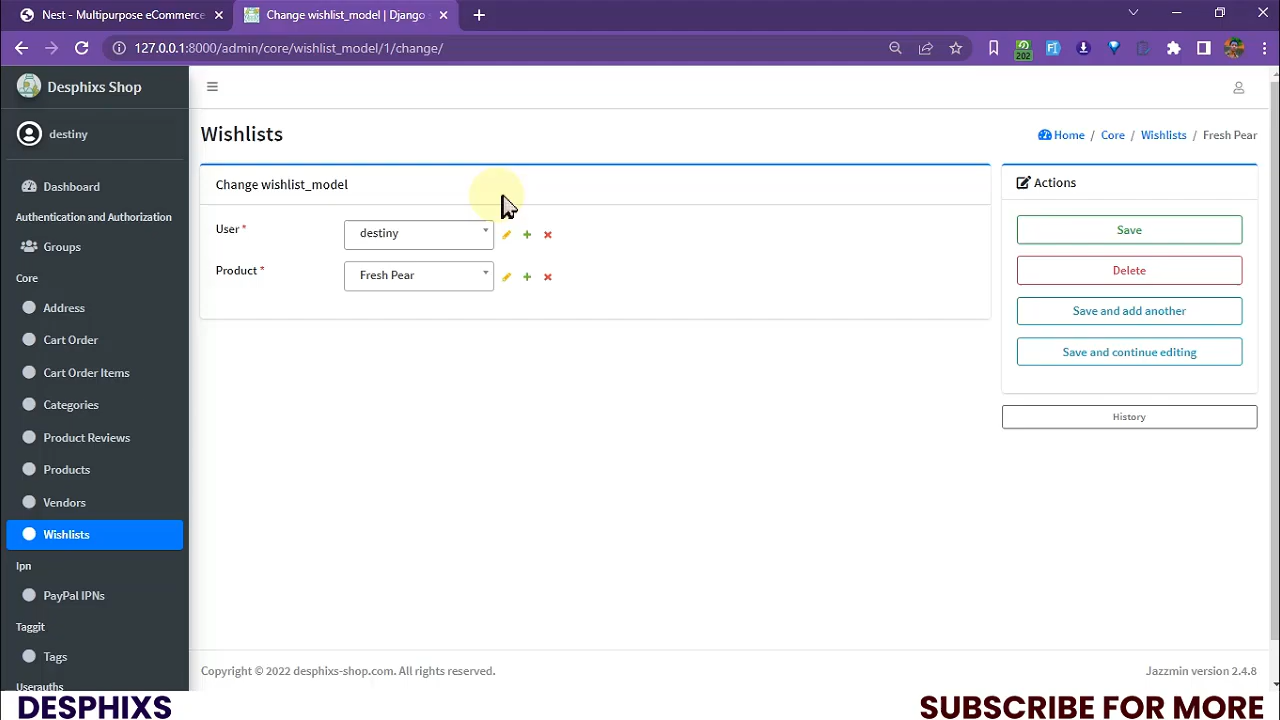 Nest - Multipurpose eCommerce
Change wishlist_model | Django
127.0.0.1:8000/admin/core/wishlist_model/1/change/
202
Desphixs Shop
destiny
Dashboard
Authentication and Authorization
Groups
Core
Address
Cart Order
Cart Order Items
Categories
Product Reviews
Products
Vendors
Wishlists
Ipn
PayPal IPNs
Taggit
Tags
Userauths
Wishlists
Home / Core / Wishlists / Fresh Pear
Change wishlist_model
User *
destiny
Product *
Fresh Pear
Actions
Save
Delete
Save and add another
Save and continue editing
History
Copyright © 2022 desphixs-shop.com. All rights reserved.
Jazzmin version 2.4.8
DESPHIXS
SUBSCRIBE FOR MORE